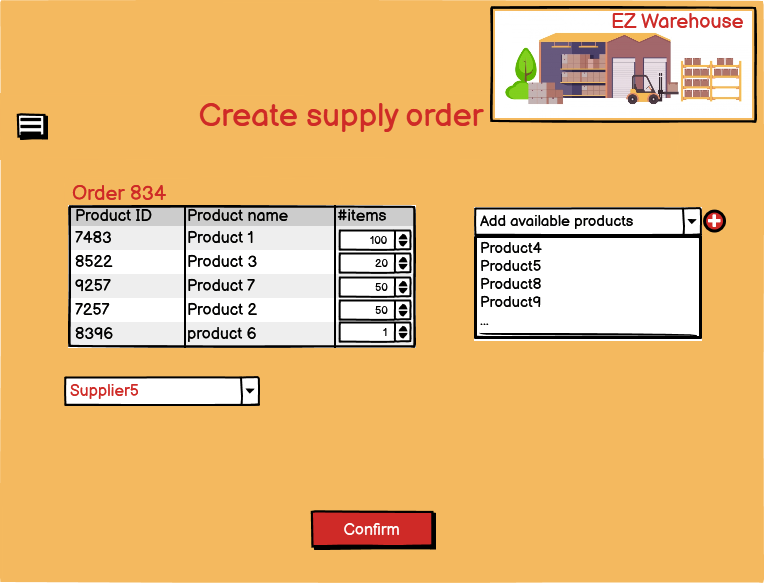 EZ Warehouse
Create supply order
Order 834
Product ID Product name #items
7483 Product 1 100
8522 Product 3 20
9257 Product 7 50
7257 Product 2 50
8396 product 6 1
Add available products
Product4
Product5
Product8
Product9
...
Supplier5
Confirm